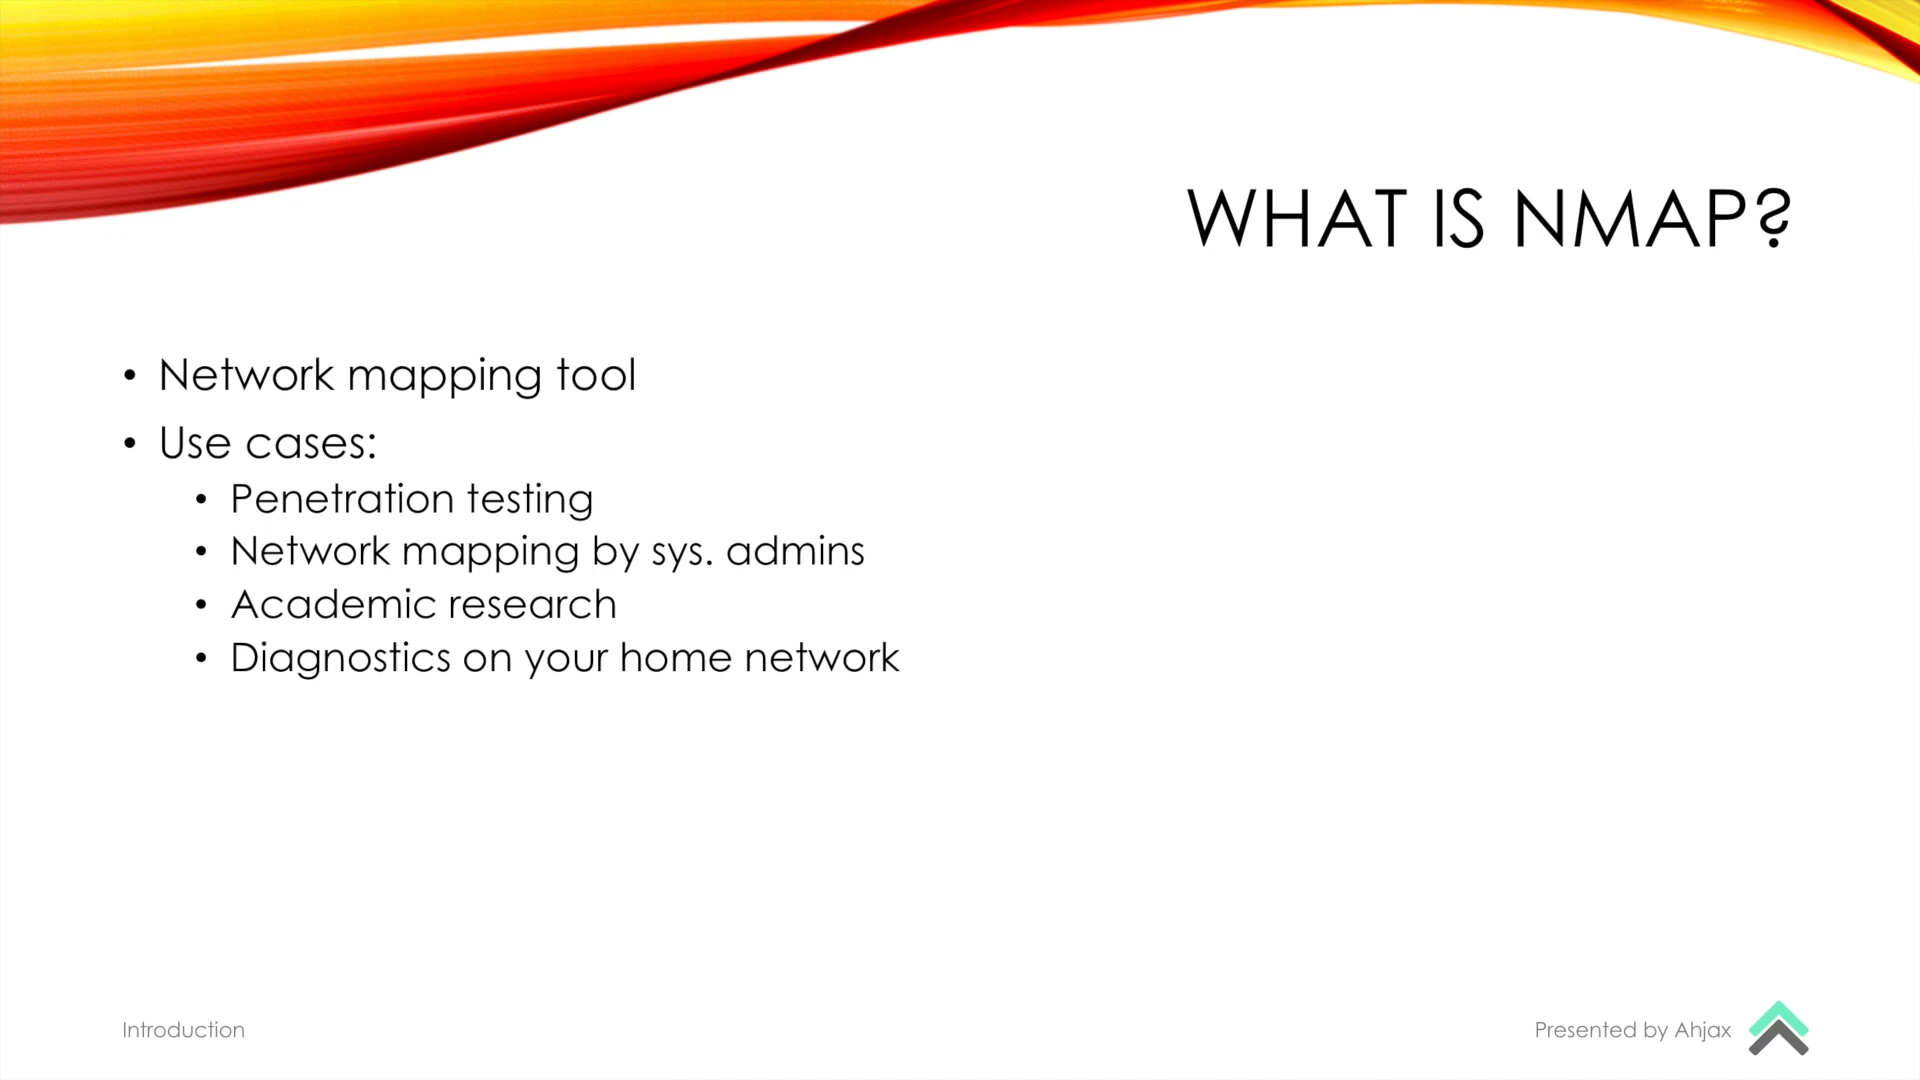 WHAT IS NMAP?
• Network mapping tool
• Use cases:
• Penetration testing
• Network mapping by sys. admins
• Academic research
• Diagnostics on your home network
Introduction
Presented by Ahjax